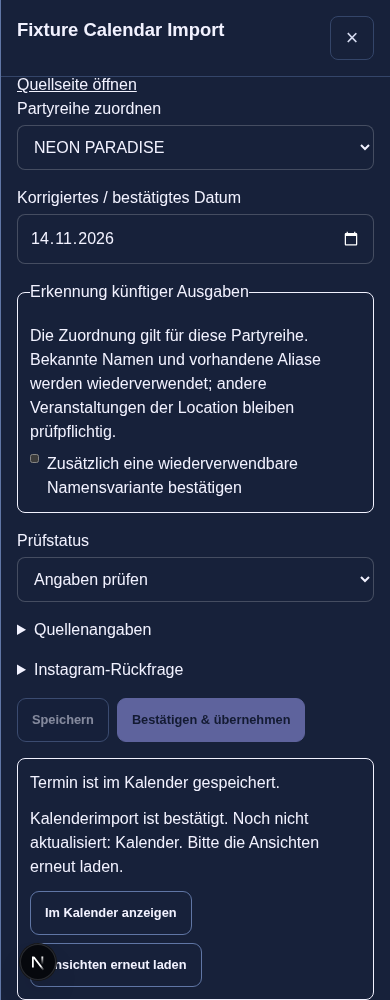 Fixture Calendar Import
×
Quellseite öffnen
Partyreihe zuordnen
NEON PARADISE
Korrigiertes / bestätigtes Datum
14.11.2026
Erkennung künftiger Ausgaben
Die Zuordnung gilt für diese Partyreihe.
Bekannte Namen und vorhandene Aliase
werden wiederverwendet; andere
Veranstaltungen der Location bleiben
prüfpflichtig.
Zusätzlich eine wiederverwendbare
Namensvariante bestätigen
Prüfstatus
Angaben prüfen
Quellenangaben
Instagram-Rückfrage
Speichern
Bestätigen & übernehmen
Termin ist im Kalender gespeichert.
Kalenderimport ist bestätigt. Noch nicht
aktualisiert: Kalender. Bitte die Ansichten
erneut laden.
Im Kalender anzeigen
N
nsichten erneut laden